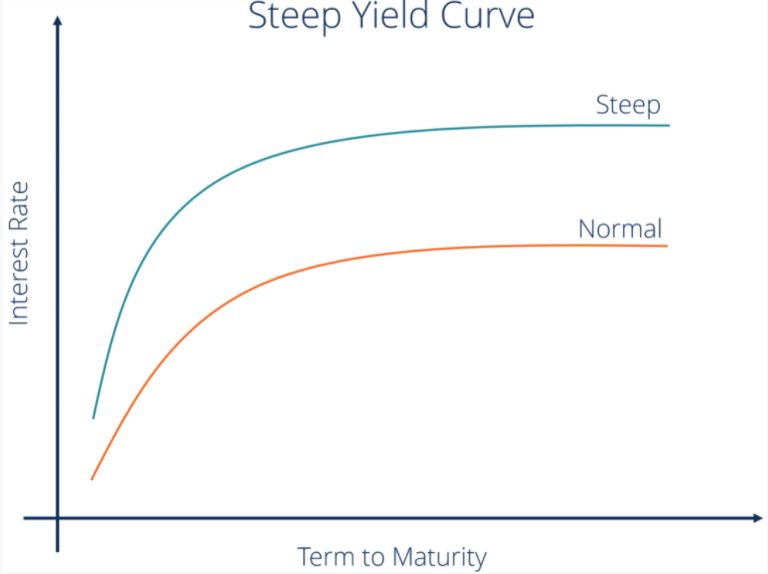 Steep Yield Curve
Steep
Normal
Interest Rate
Term to Maturity